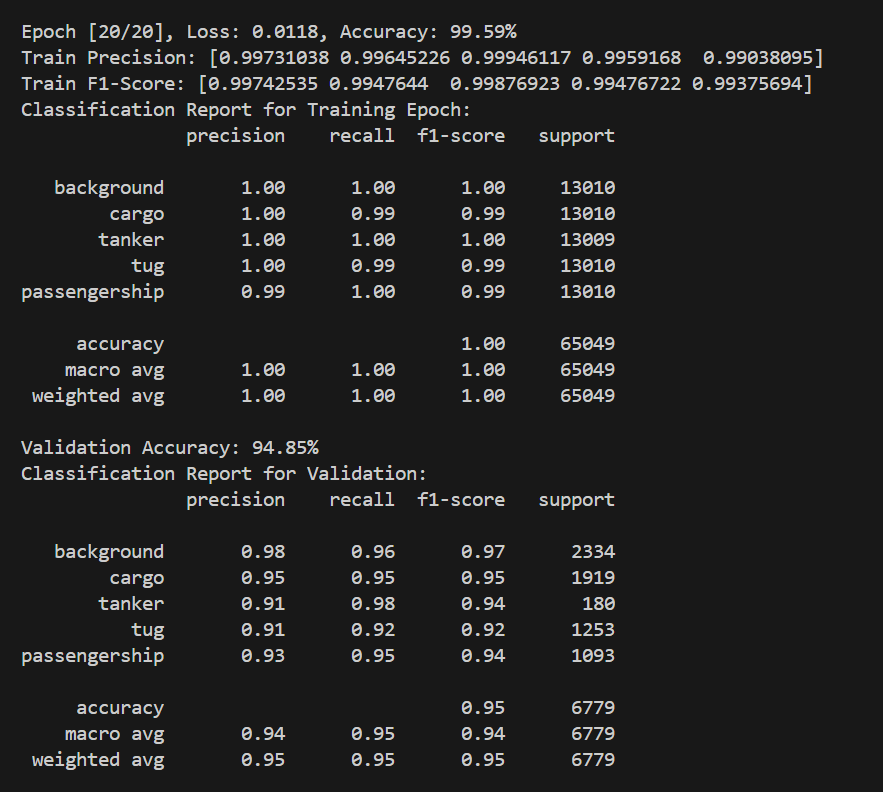 Epoch [20/20], Loss: 0.0118, Accuracy: 99.59%
Train Precision: [0.99731038 0.99645226 0.99946117 0.9959168  0.99038095]
Train F1-Score: [0.99742535 0.9947644  0.99876923 0.99476722 0.99375694]
Classification Report for Training Epoch:
               precision    recall  f1-score   support

   background       1.00      1.00      1.00     13010
        cargo       1.00      0.99      0.99     13010
       tanker       1.00      1.00      1.00     13009
          tug       1.00      0.99      0.99     13010
passengership       0.99      1.00      0.99     13010

     accuracy                           1.00     65049
    macro avg       1.00      1.00      1.00     65049
 weighted avg       1.00      1.00      1.00     65049

Validation Accuracy: 94.85%
Classification Report for Validation:
               precision    recall  f1-score   support

   background       0.98      0.96      0.97      2334
        cargo       0.95      0.95      0.95      1919
       tanker       0.91      0.98      0.94       180
          tug       0.91      0.92      0.92      1253
passengership       0.93      0.95      0.94      1093

     accuracy                           0.95      6779
    macro avg       0.94      0.95      0.94      6779
 weighted avg       0.95      0.95      0.95      6779